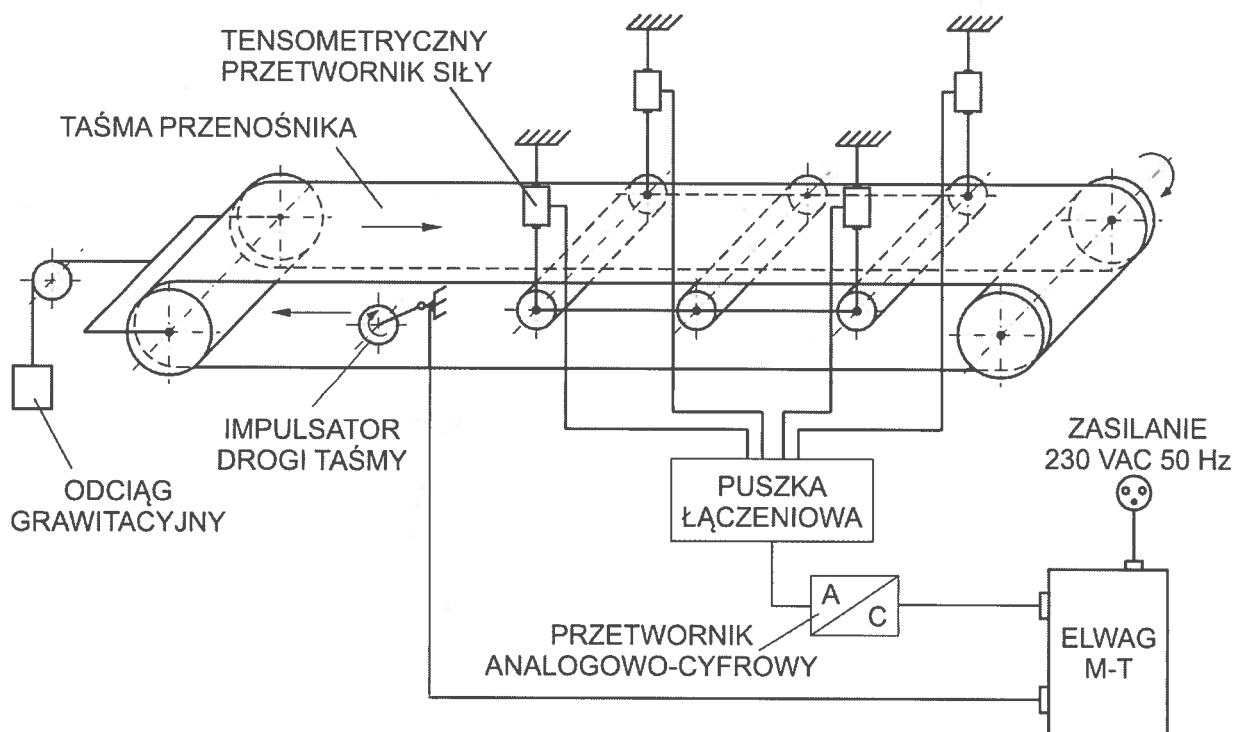 TENSOMETRYCZNY
PRZETWORNIK SIŁY
TAŚMA PRZENOŚNIKA
IMPULSATOR
DROGI TAŚMY
ODCIĄG
GRAWITACYJNY
ZASILANIE
230 VAC 50 Hz
PUSZKA
ŁĄCZENIOWA
A
C
PRZETWORNIK
ANALOGOWO-CYFROWY
ELWAG
M-T